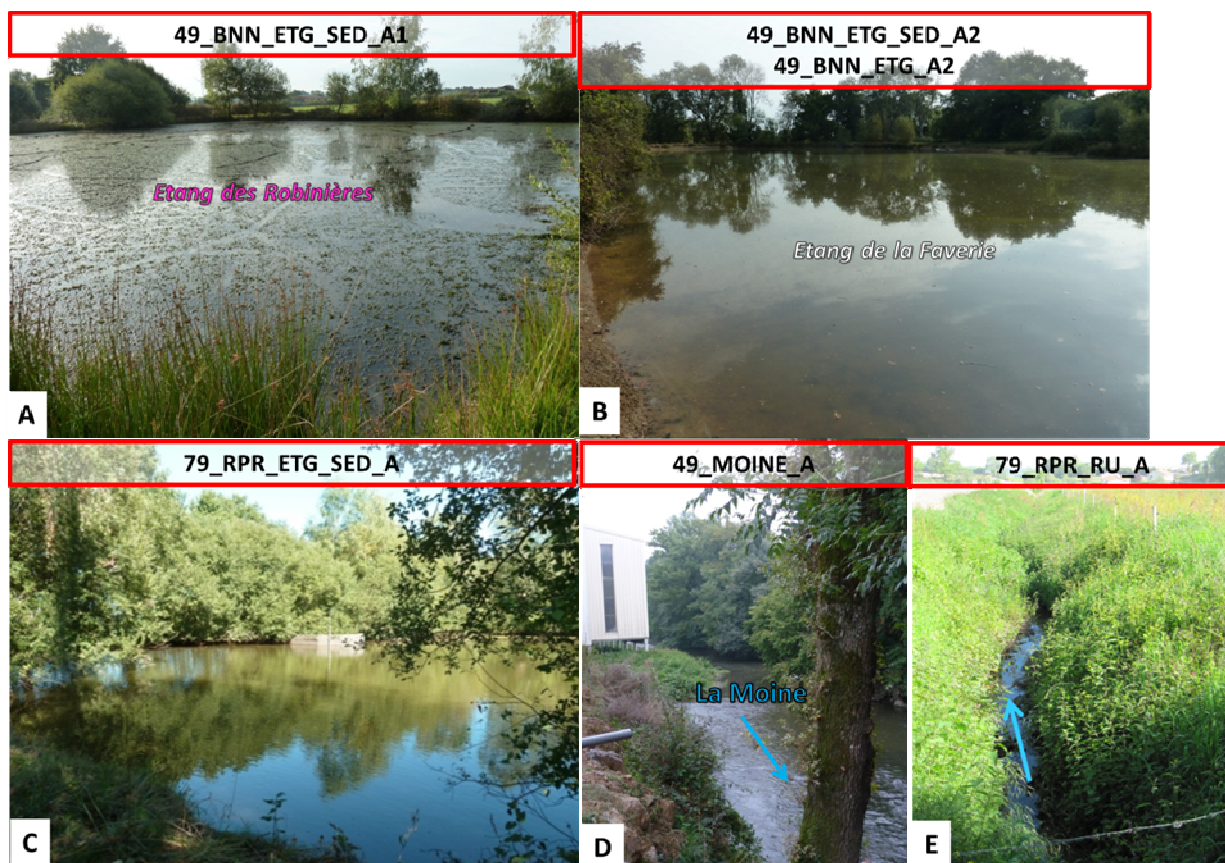 49_BNN_ETG_SED_A1
49_BNN_ETG_SED_A2
49_BNN_ETG_A2
Etang des Robinières
Etang de la Faverie
A
B
79_RPR_ETG_SED_A
49_MOINE_A
79_RPR_RU_A
La Moine
C
D
E